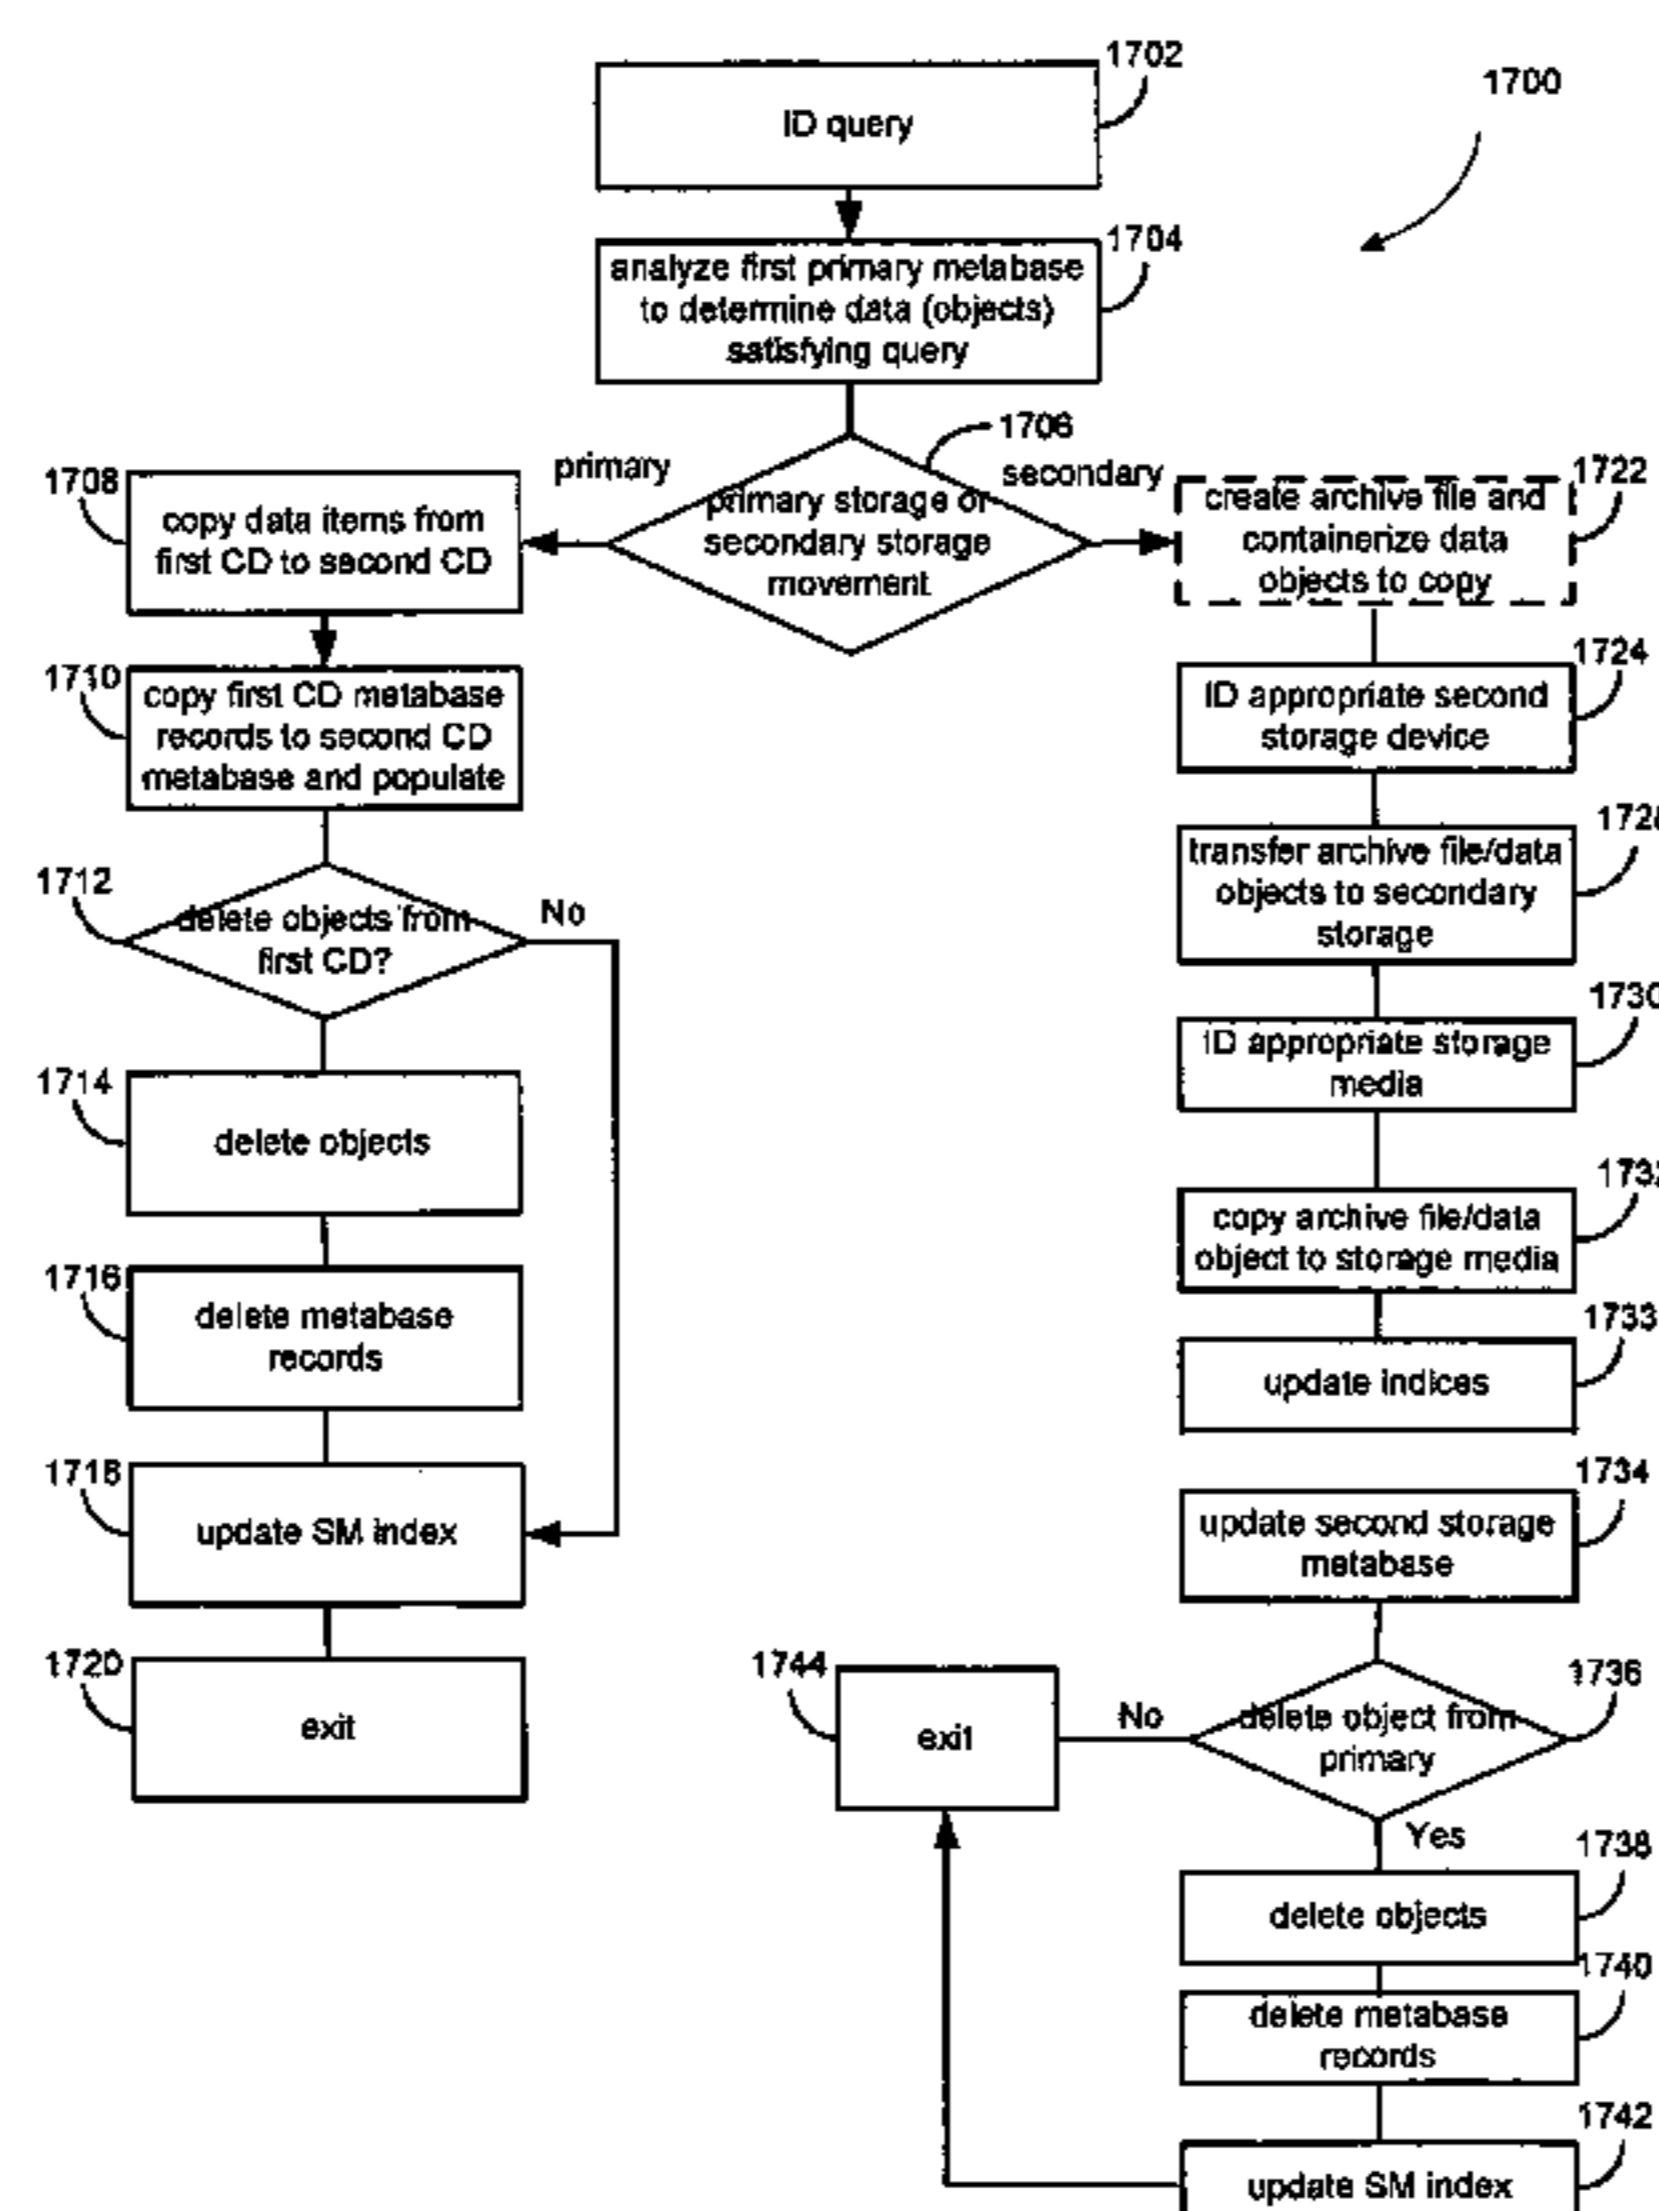 1702
1700
ID query
1704
analyze first primary metabase
to determine data (objects)
satisfying query
1706
primary
secondary
primary storage or
secondary storage
movement
1708
copy data items from
first CD to second CD
1722
create archive file and
containerize data
objects to copy
1710
copy first CD metabase
records to second CD
metabase and populate
1724
ID appropriate second
storage device
1712
delete objects from
first CD?
No
transfer archive file/data
objects to secondary
storage
1730
ID appropriate storage
media
1714
delete objects
1732
copy archive file/data
object to storage media
1716
delete metabase
records
1733
update indices
1718
update SM index
1734
update second storage
metabase
1720
exit
1744
exit
No
1736
delete object from
primary
Yes
1738
delete objects
1740
delete metabase
records
1742
update SM index